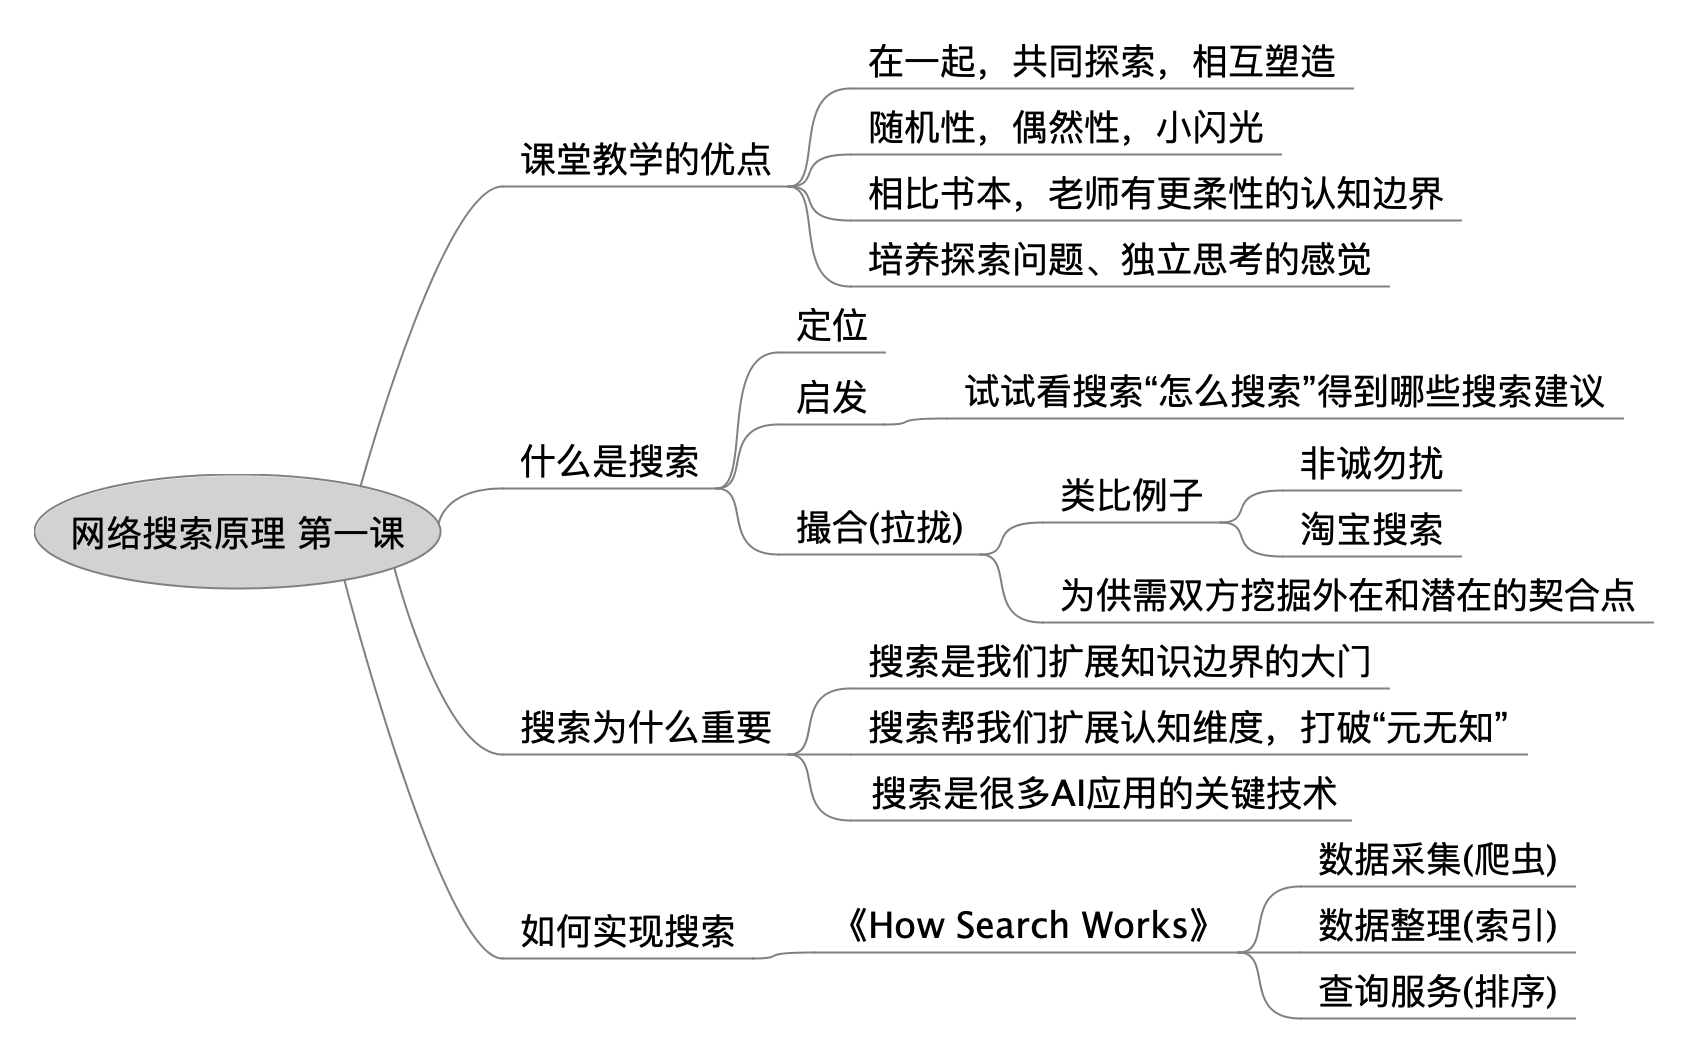 网络搜索原理 第一课
课堂教学的优点
在一起，共同探索，相互塑造
随机性，偶然性，小闪光
相比书本，老师有更柔性的认知边界
培养探索问题、独立思考的感觉
什么是搜索
定位
启发
试试看搜索“怎么搜索”得到哪些搜索建议
撮合(拉拢)
类比例子
非诚勿扰
淘宝搜索
为供需双方挖掘外在和潜在的契合点
搜索为什么重要
搜索是我们扩展知识边界的大门
搜索帮我们扩展认知维度，打破“元无知”
搜索是很多AI应用的关键技术
如何实现搜索
《How Search Works》
数据采集(爬虫)
数据整理(索引)
查询服务(排序)